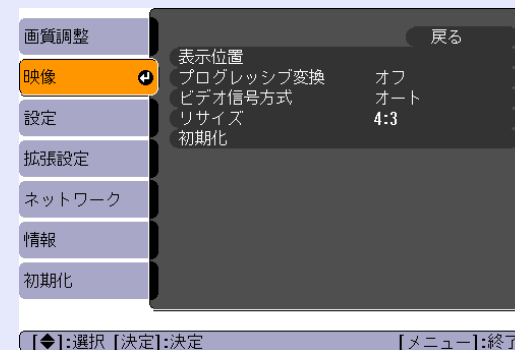 画質調整
映像
設定
拡張設定
ネットワーク
情報
初期化
戻る
表示位置
プログレッシブ変換 オフ
ビデオ信号方式 オート
リサイズ 4:3
初期化
[◆]:選択 [決定]:決定 [メニュー]:終了